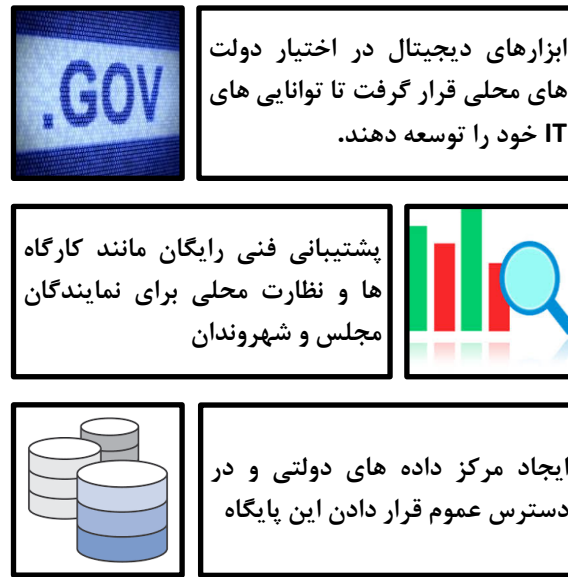 .GOV
ابزارهای دیجیتال در اختیار دولت
های محلی قرار گرفت تا توانایی های
IT خود را توسعه دهند.
پشتیبانی فنی رایگان مانند کارگاه
ها و نظارت محلی برای نمایندگان
مجلس و شهروندان
ایجاد مرکز داده های دولتی و در
دسترس عموم قرار دادن این پایگاه